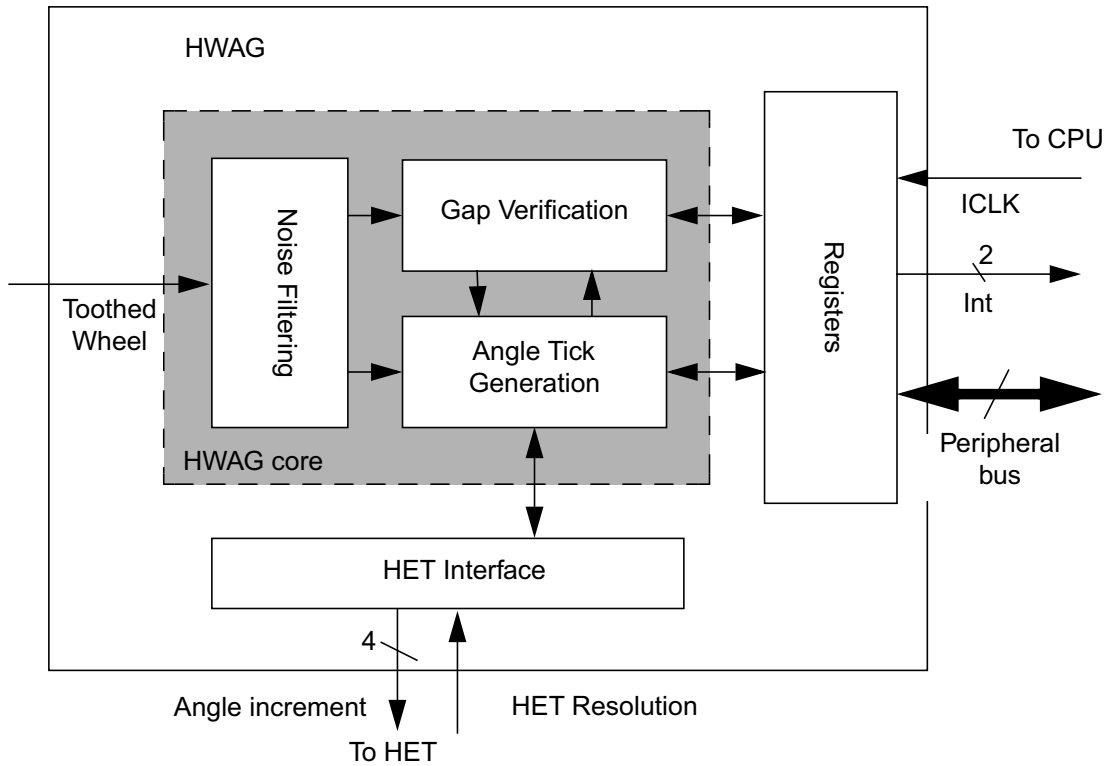 HWAG
To CPU
Noise Filtering
Gap Verification
Registers
ICLK
2
Int
Toothed
Wheel
Angle Tick
Generation
Peripheral
bus
HWAG core
HET Interface
4
Angle increment
HET Resolution
To HET